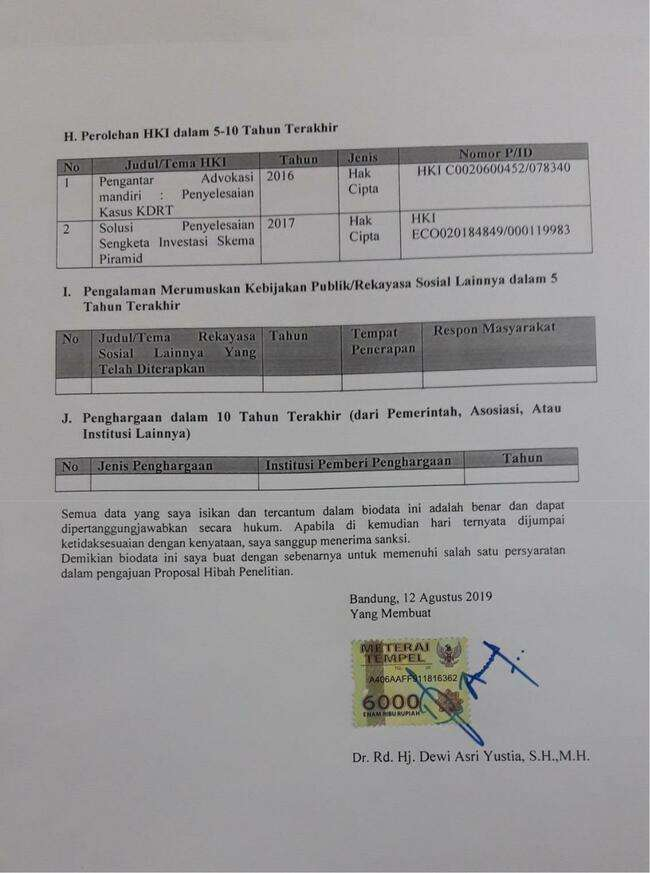 H. Perolehan HKI dalam 5-10 Tahun Terakhir
No Judul/Tema HKI Tahun Jenis Nomor P/ID
1 Pengantar Advokasi 2016 Hak HKI C0020600452/078340
mandiri : Penyelesaian Cipta
Kasus KDRT
2 Solusi Penyelesaian 2017 Hak HKI
Sengketa Investasi Skema Cipta ECO020184849/000119983
Piramid
I. Pengalaman Merumuskan Kebijakan Publik/Rekayasa Sosial Lainnya dalam 5
Tahun Terakhir
No Judul/Tema Rekayasa Tahun Tempat Respon Masyarakat
Sosial Lainnya Yang Penerapan
Telah Diterapkan
J. Penghargaan dalam 10 Tahun Terakhir (dari Pemerintah, Asosiasi, Atau
Institusi Lainnya)
No Jenis Penghargaan Institusi Pemberi Penghargaan Tahun
Semua data yang saya isikan dan tercantum dalam biodata ini adalah benar dan dapat
dipertanggungjawabkan secara hukum. Apabila di kemudian hari ternyata dijumpai
ketidaksesuaian dengan kenyataan, saya sanggup menerima sanksi.
Demikian biodata ini saya buat dengan sebenarnya untuk memenuhi salah satu persyaratan
dalam pengajuan Proposal Hibah Penelitian.
Bandung, 12 Agustus 2019
Yang Membuat
METERAI
TEMPEL
A406AAFF911816362
6000
ENAM RIBU RUPIAH
Dr. Rd. Hj. Dewi Asri Yustia, S.H.,M.H.